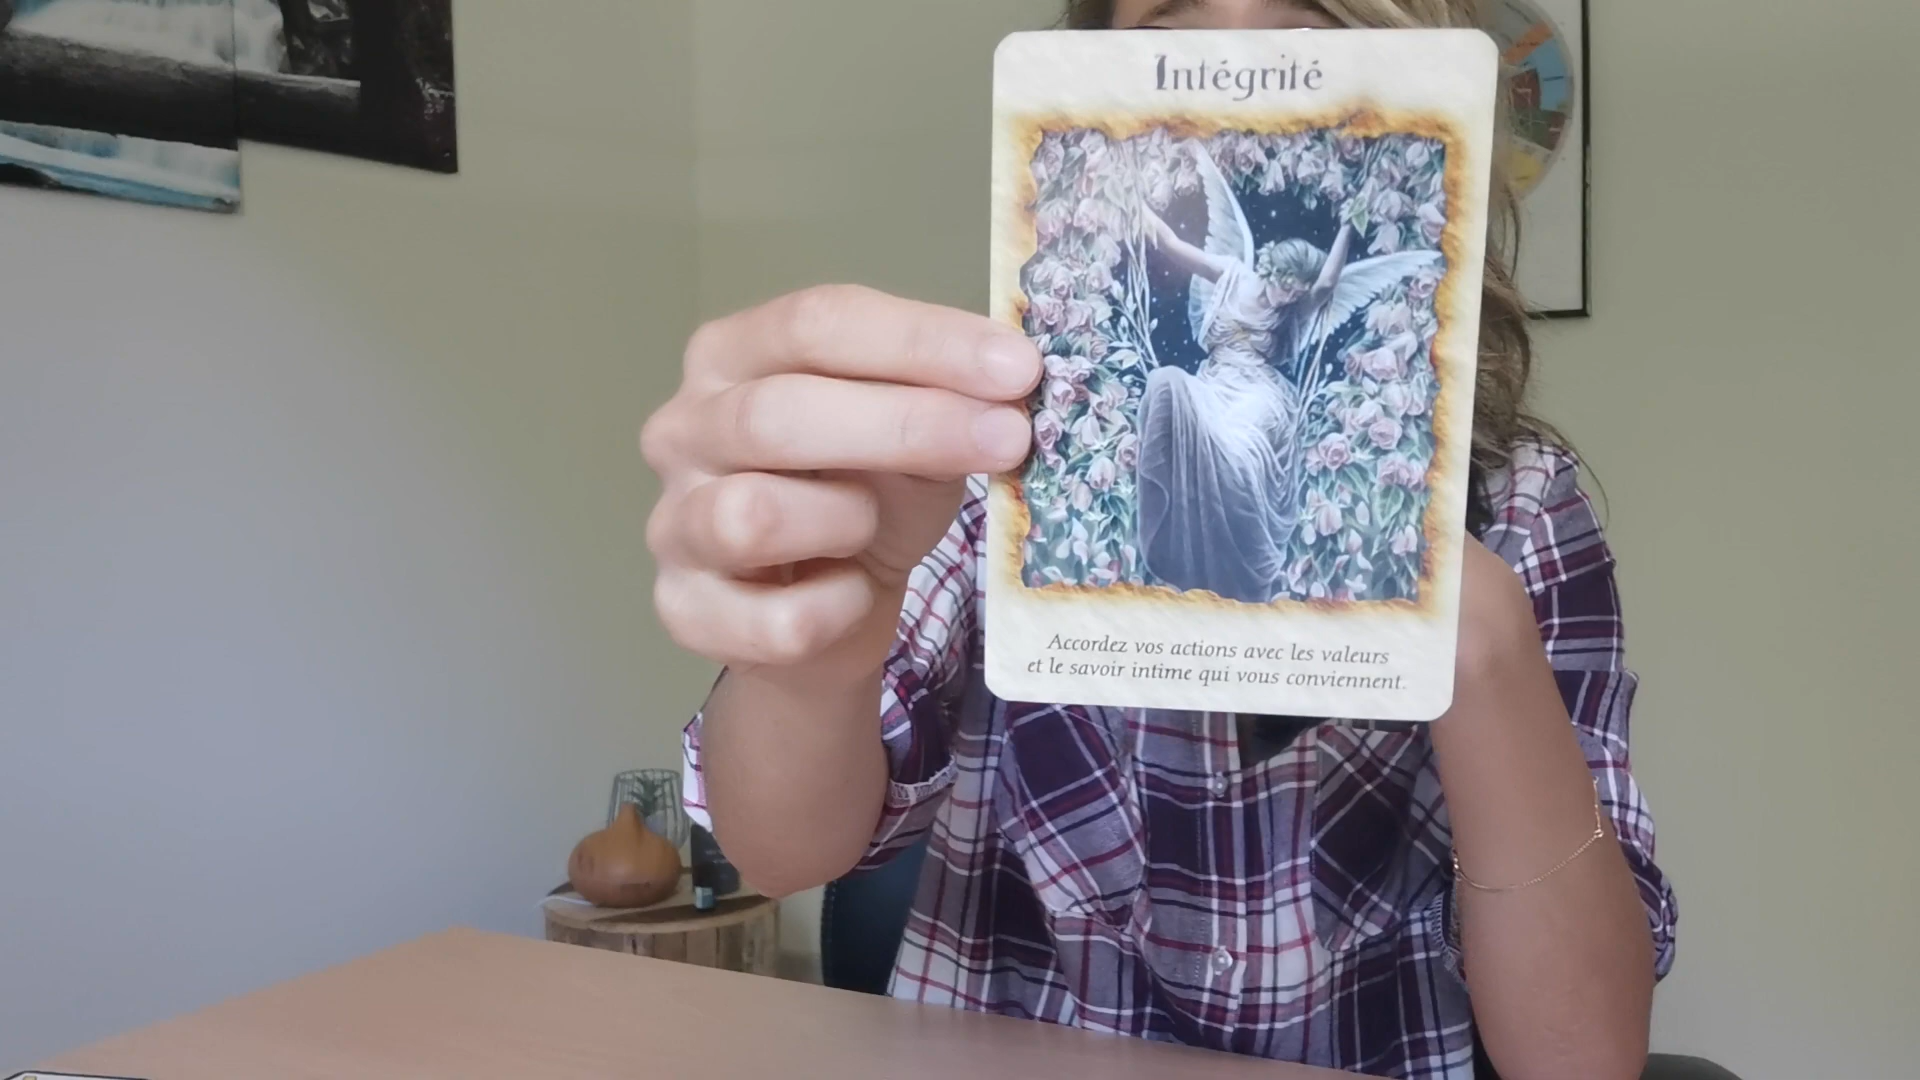 Intégrité
Accordez vos actions avec les valeurs
et le savoir intime qui vous conviennent.